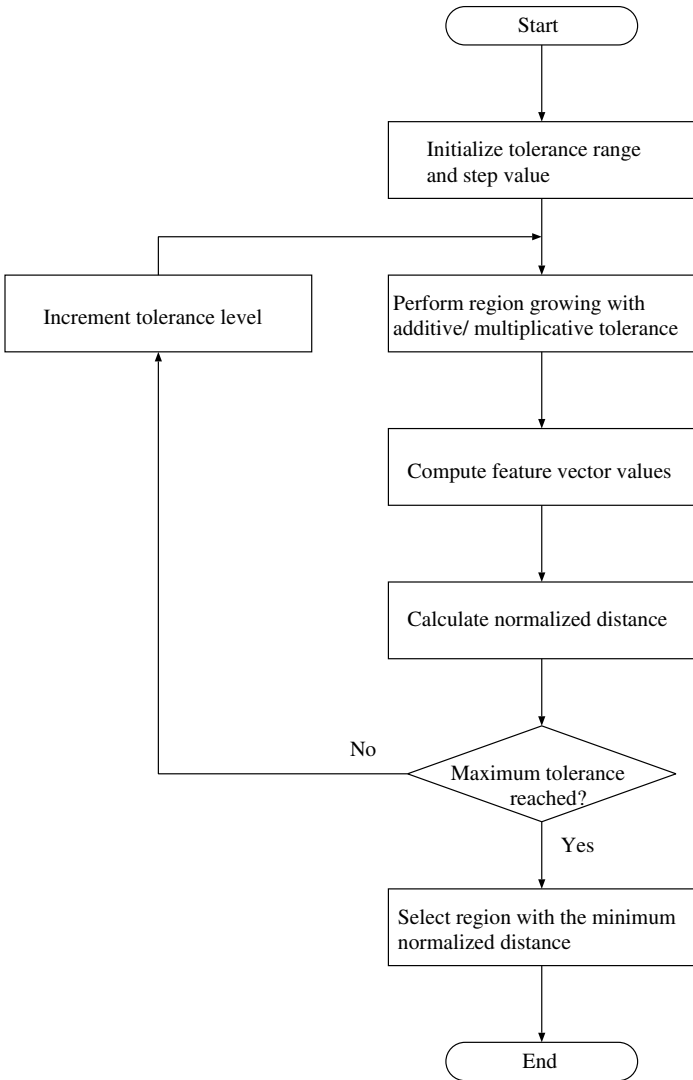 Start
Initialize tolerance range
and step value
Increment tolerance level
Perform region growing with
additive/ multiplicative tolerance
Compute feature vector values
Calculate normalized distance
No
Maximum tolerance
reached?
Yes
Select region with the minimum
normalized distance
End